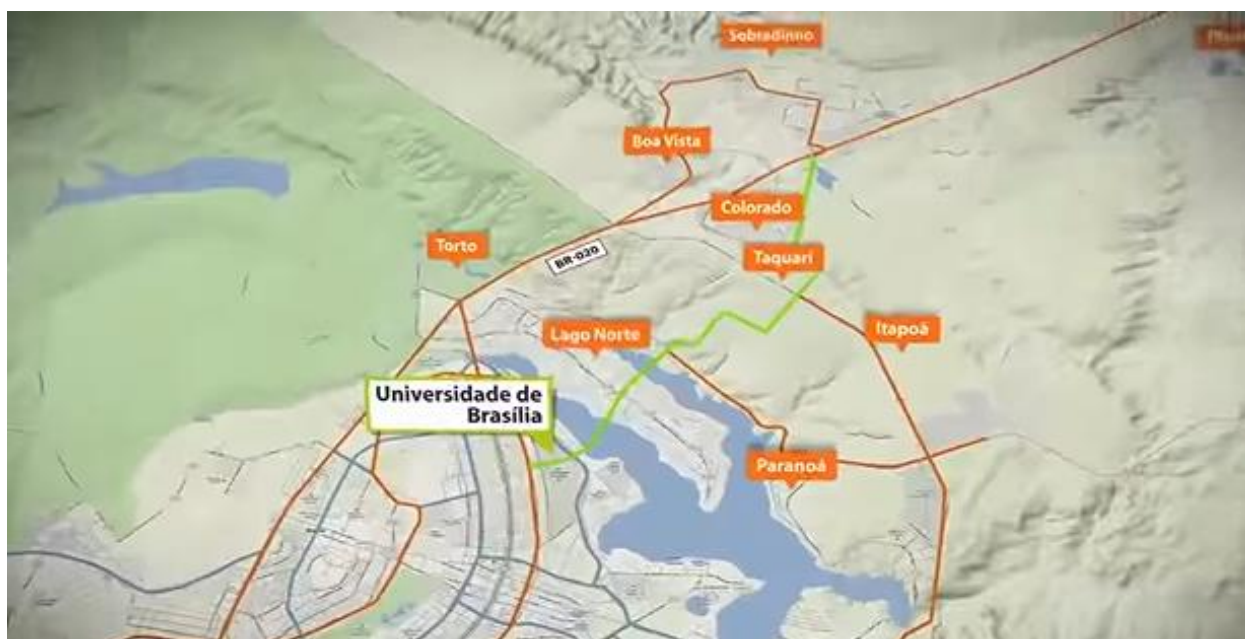 Sobradinho
Boa Vista
Colorado
Torto
BR-020
Taquari
Lago Norte
Itapoã
Universidade de
Brasília
Paranoá